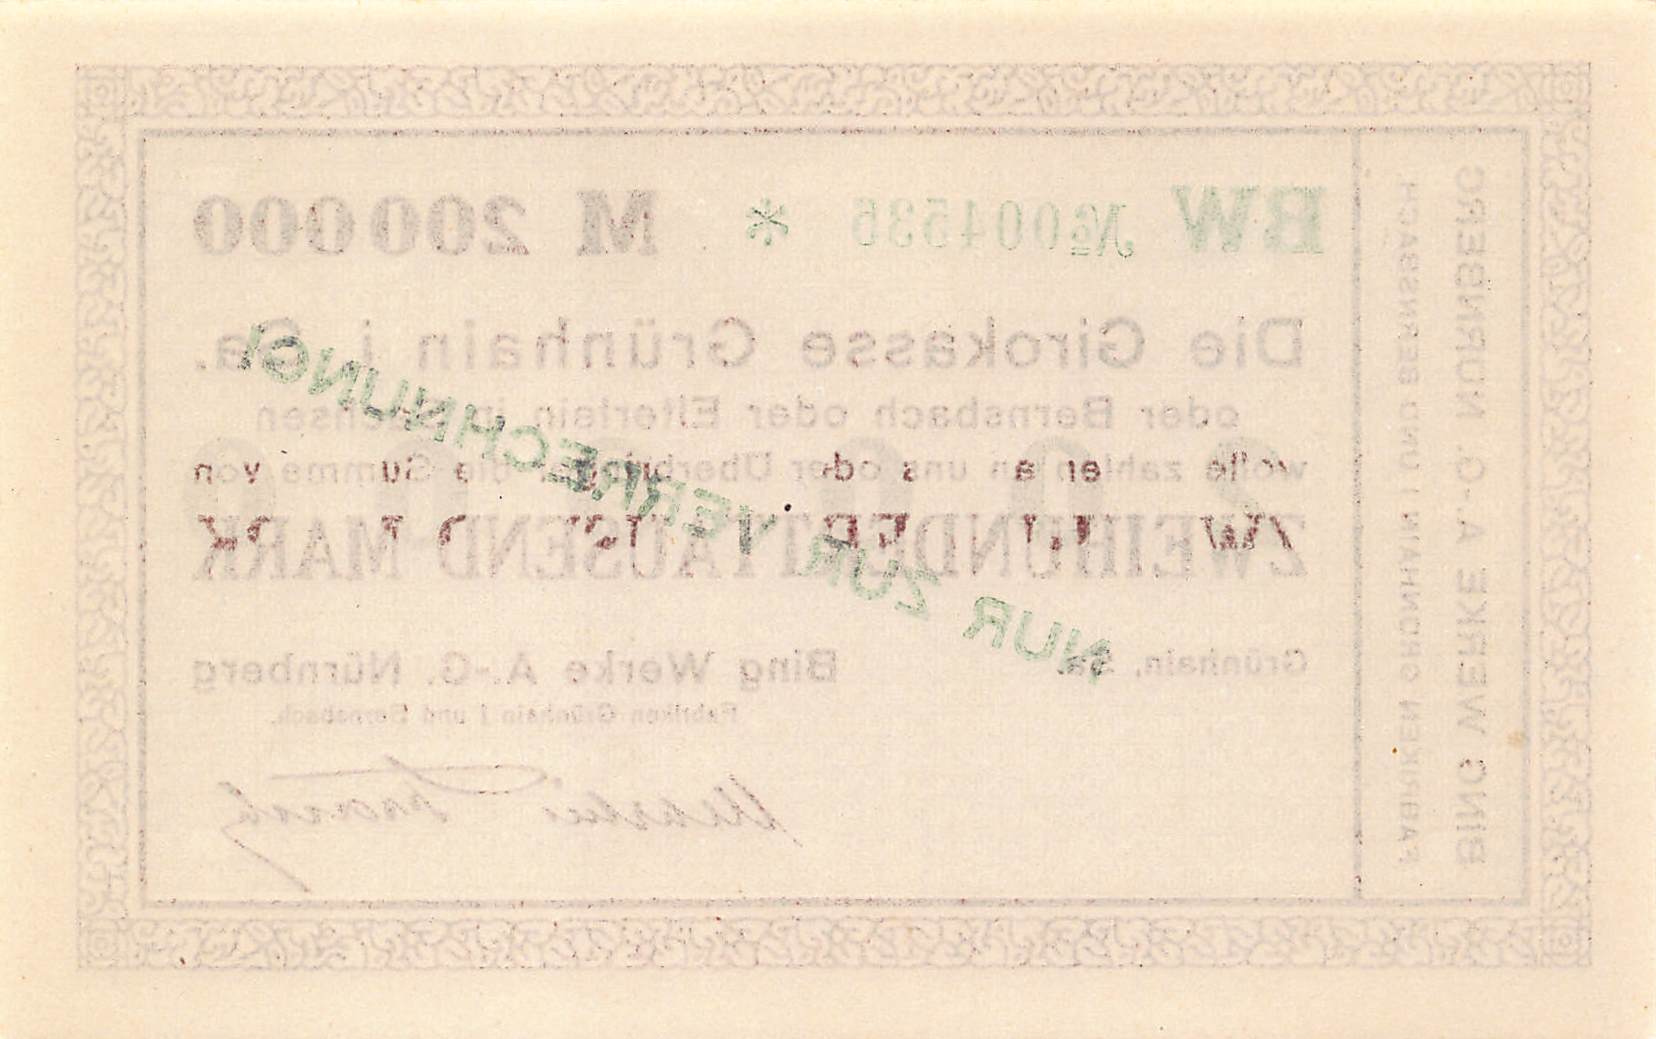 BW №004536 * M 200000
Die Girokasse Grünhain i. Sa.
oder Bernsbach oder Elterlein in Sachsen
wolle zahlen an uns oder Überbringer die Summe von
ZWEIHUNDERTTAUSEND MARK
NUR ZUR VERRECHNUNG!
Grünhain, Sa.
Bing Werke A.-G. Nürnberg
Fabriken Grünhain I und Bernsbach.
BING WERKE A.-G. NÜRNBERG
FABRIKEN GRÜNHAIN I UND BERNSBACH